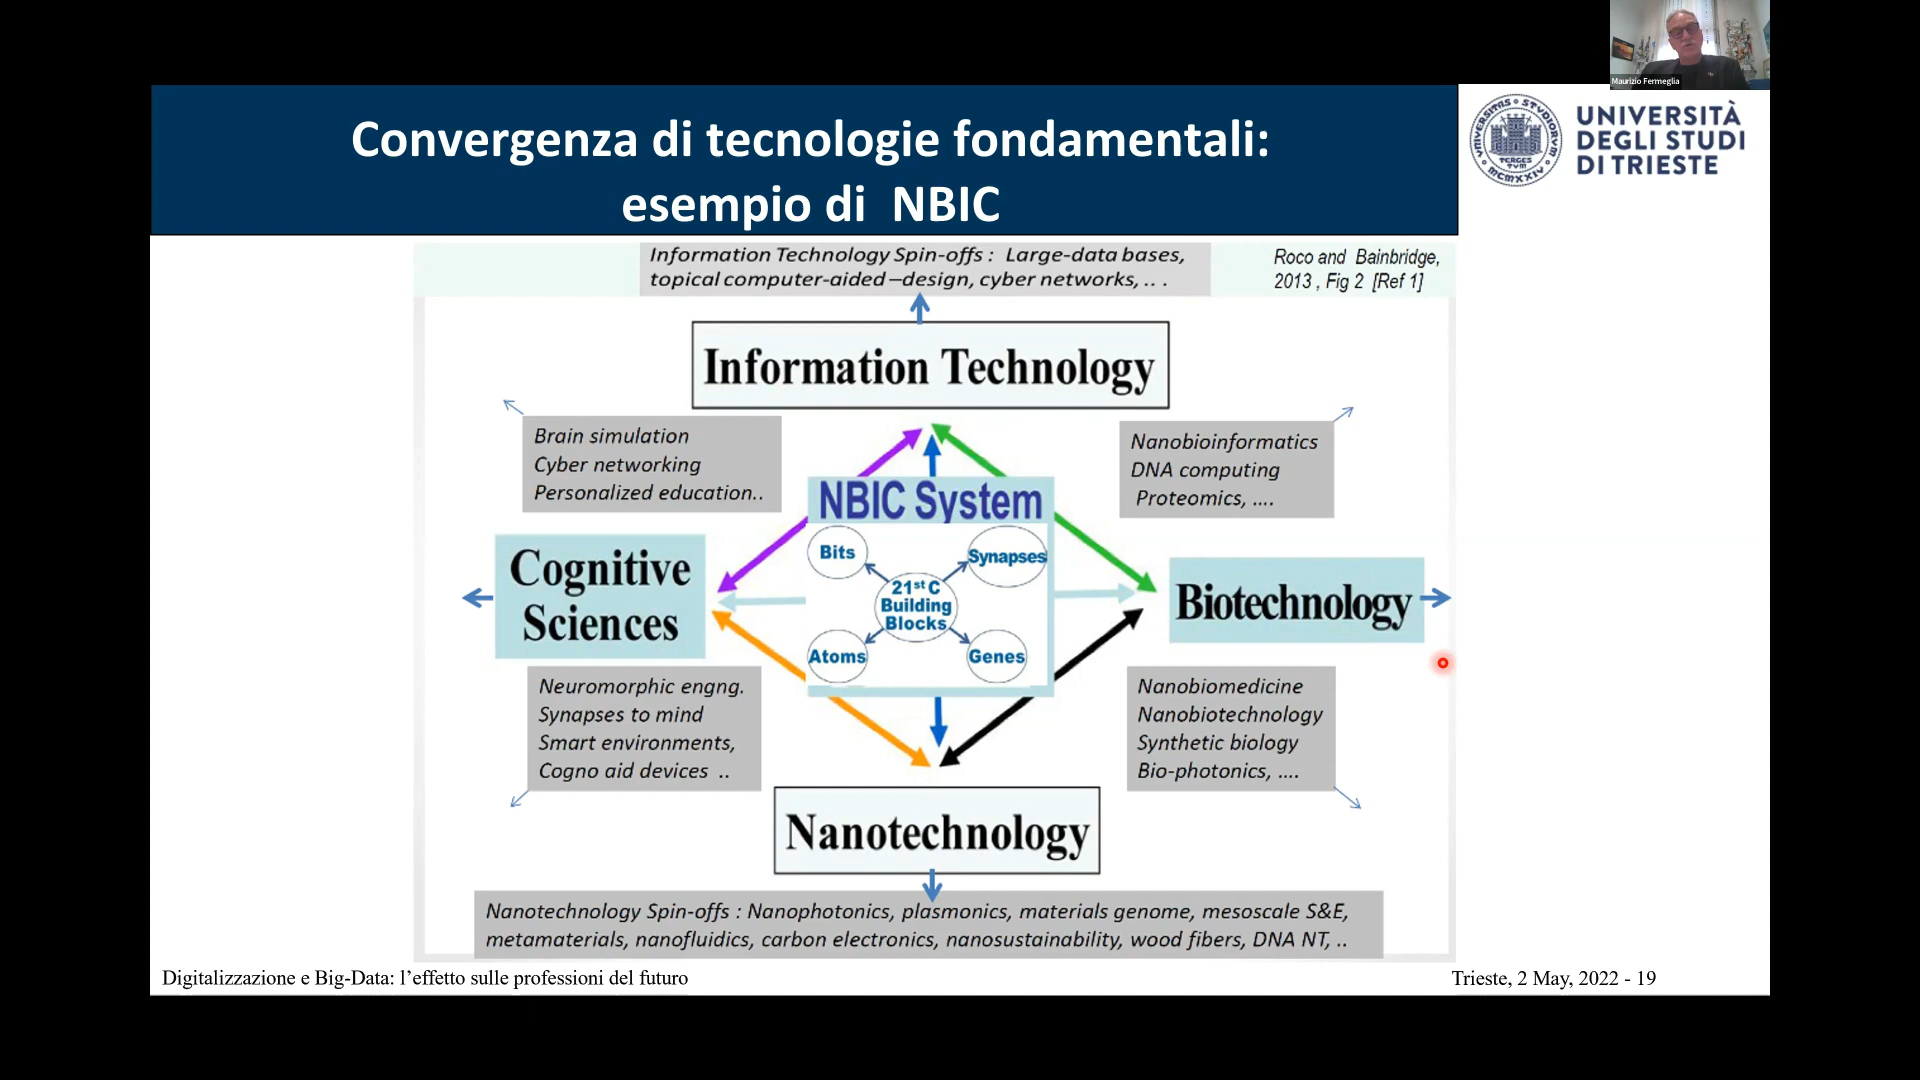 Maurizio Fermeglia
Convergenza di tecnologie fondamentali:
esempio di NBIC
UNIVERSITÀ
DEGLI STUDI
DI TRIESTE
TERGES
TVM
MCMXXIV
Information Technology Spin-offs : Large-data bases,
topical computer-aided –design, cyber networks, .. .
Roco and Bainbridge,
2013 , Fig 2 [Ref 1]
Information Technology
Brain simulation
Cyber networking
Personalized education..
Nanobioinformatics
DNA computing
Proteomics, ....
NBIC System
Bits
Synapses
21st C
Building
Blocks
Atoms
Genes
Cognitive
Sciences
Biotechnology
Neuromorphic engng.
Synapses to mind
Smart environments,
Cogno aid devices ..
Nanobiomedicine
Nanobiotechnology
Synthetic biology
Bio-photonics, ....
Nanotechnology
Nanotechnology Spin-offs : Nanophotonics, plasmonics, materials genome, mesoscale S&E,
metamaterials, nanofluidics, carbon electronics, nanosustainability, wood fibers, DNA NT, ..
Digitalizzazione e Big-Data: l’effetto sulle professioni del futuro
Trieste, 2 May, 2022 - 19